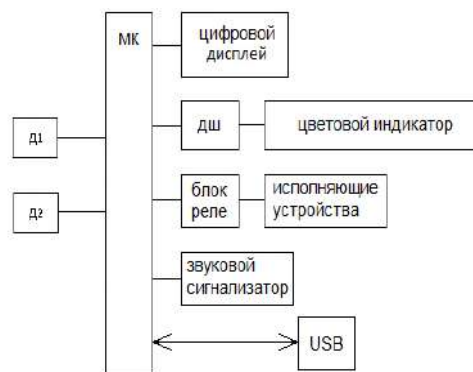 МК
цифровой
дисплей
Д1
дш
цветовой индикатор
Д2
блок
реле
исполняющие
устройства
звуковой
сигнализатор
USB